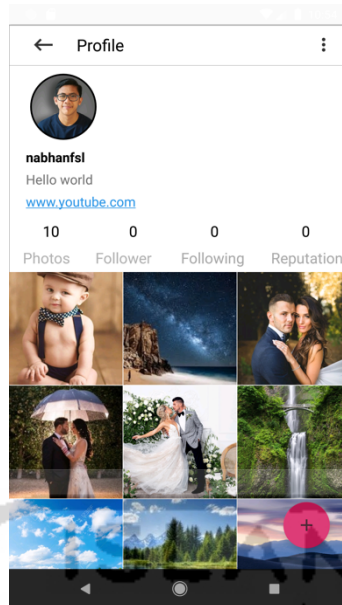 Profile
nabhanfsl
Hello world
www.youtube.com
10 0 0 0
Photos Follower Following Reputation
+